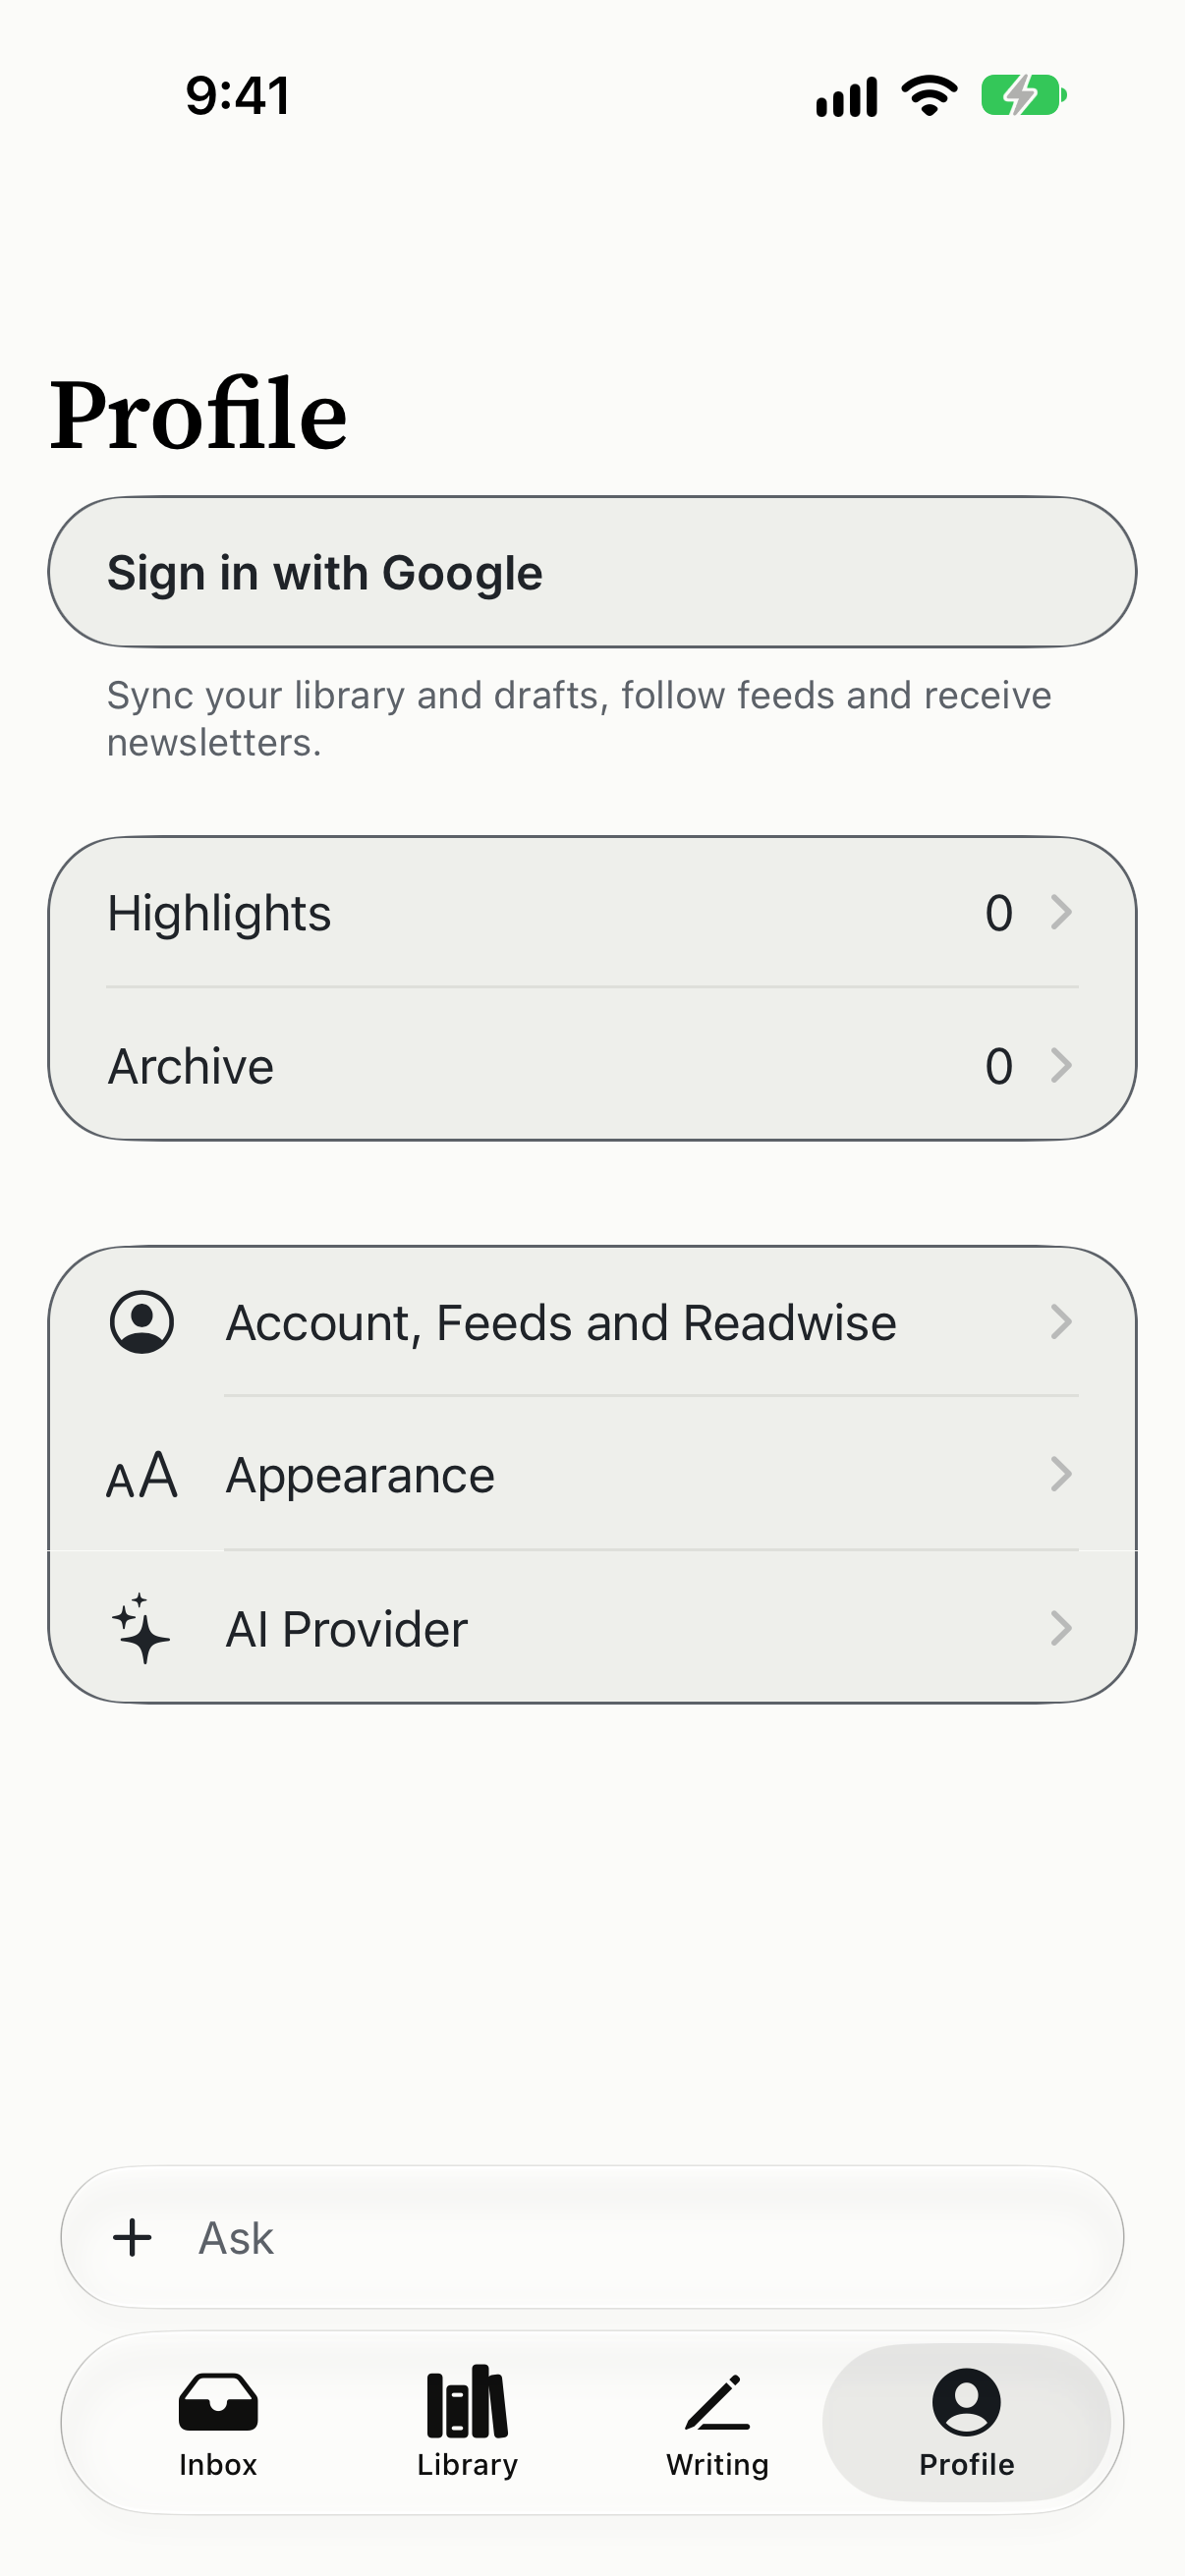 9:41
Profile
Sign in with Google
Sync your library and drafts, follow feeds and receive
newsletters.
Highlights 0
Archive 0
Account, Feeds and Readwise
AA Appearance
AI Provider
Ask
Inbox Library Writing Profile